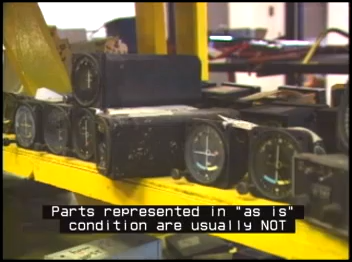 Parts represented in "as is"
condition are usually NOT